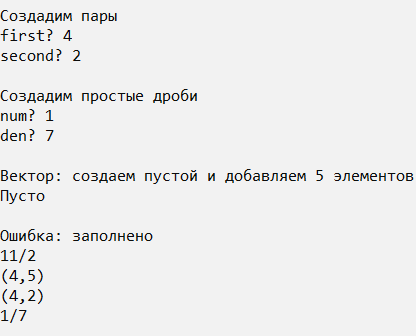 Создадим пары
first? 4
second? 2
Создадим простые дроби
num? 1
den? 7
Вектор: создаем пустой и добавляем 5 элементов
Пусто
Ошибка: заполнено
11/2
(4,5)
(4,2)
1/7